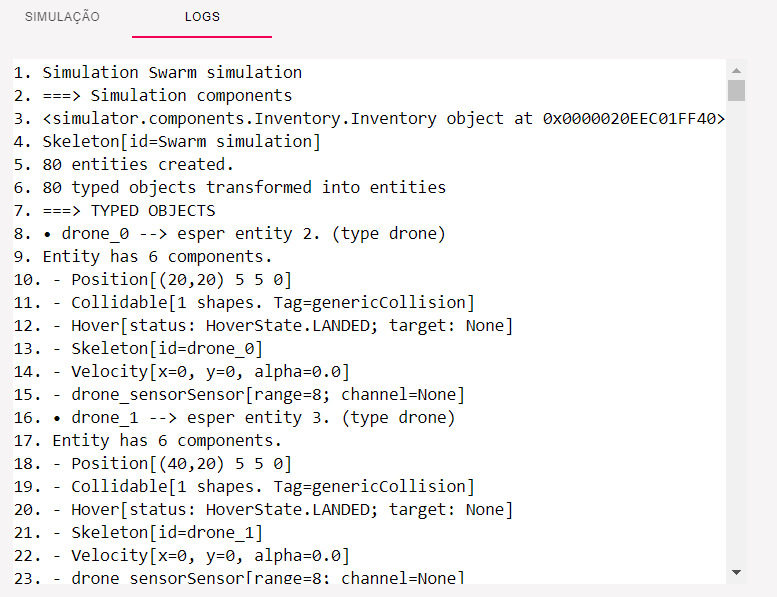 SIMULAÇÃO LOGS
1. Simulation Swarm simulation
2. ===> Simulation components
3. <simulator.components.Inventory.Inventory object at 0x0000020EEC01FF40>
4. Skeleton[id=Swarm simulation]
5. 80 entities created.
6. 80 typed objects transformed into entities
7. ===> TYPED OBJECTS
8. • drone_0 --> esper entity 2. (type drone)
9. Entity has 6 components.
10. - Position[(20,20) 5 5 0]
11. - Collidable[1 shapes. Tag=genericCollision]
12. - Hover[status: HoverState.LANDED; target: None]
13. - Skeleton[id=drone_0]
14. - Velocity[x=0, y=0, alpha=0.0]
15. - drone_sensorSensor[range=8; channel=None]
16. • drone_1 --> esper entity 3. (type drone)
17. Entity has 6 components.
18. - Position[(40,20) 5 5 0]
19. - Collidable[1 shapes. Tag=genericCollision]
20. - Hover[status: HoverState.LANDED; target: None]
21. - Skeleton[id=drone_1]
22. - Velocity[x=0, y=0, alpha=0.0]
23. - drone_sensorSensor[range=8; channel=None]